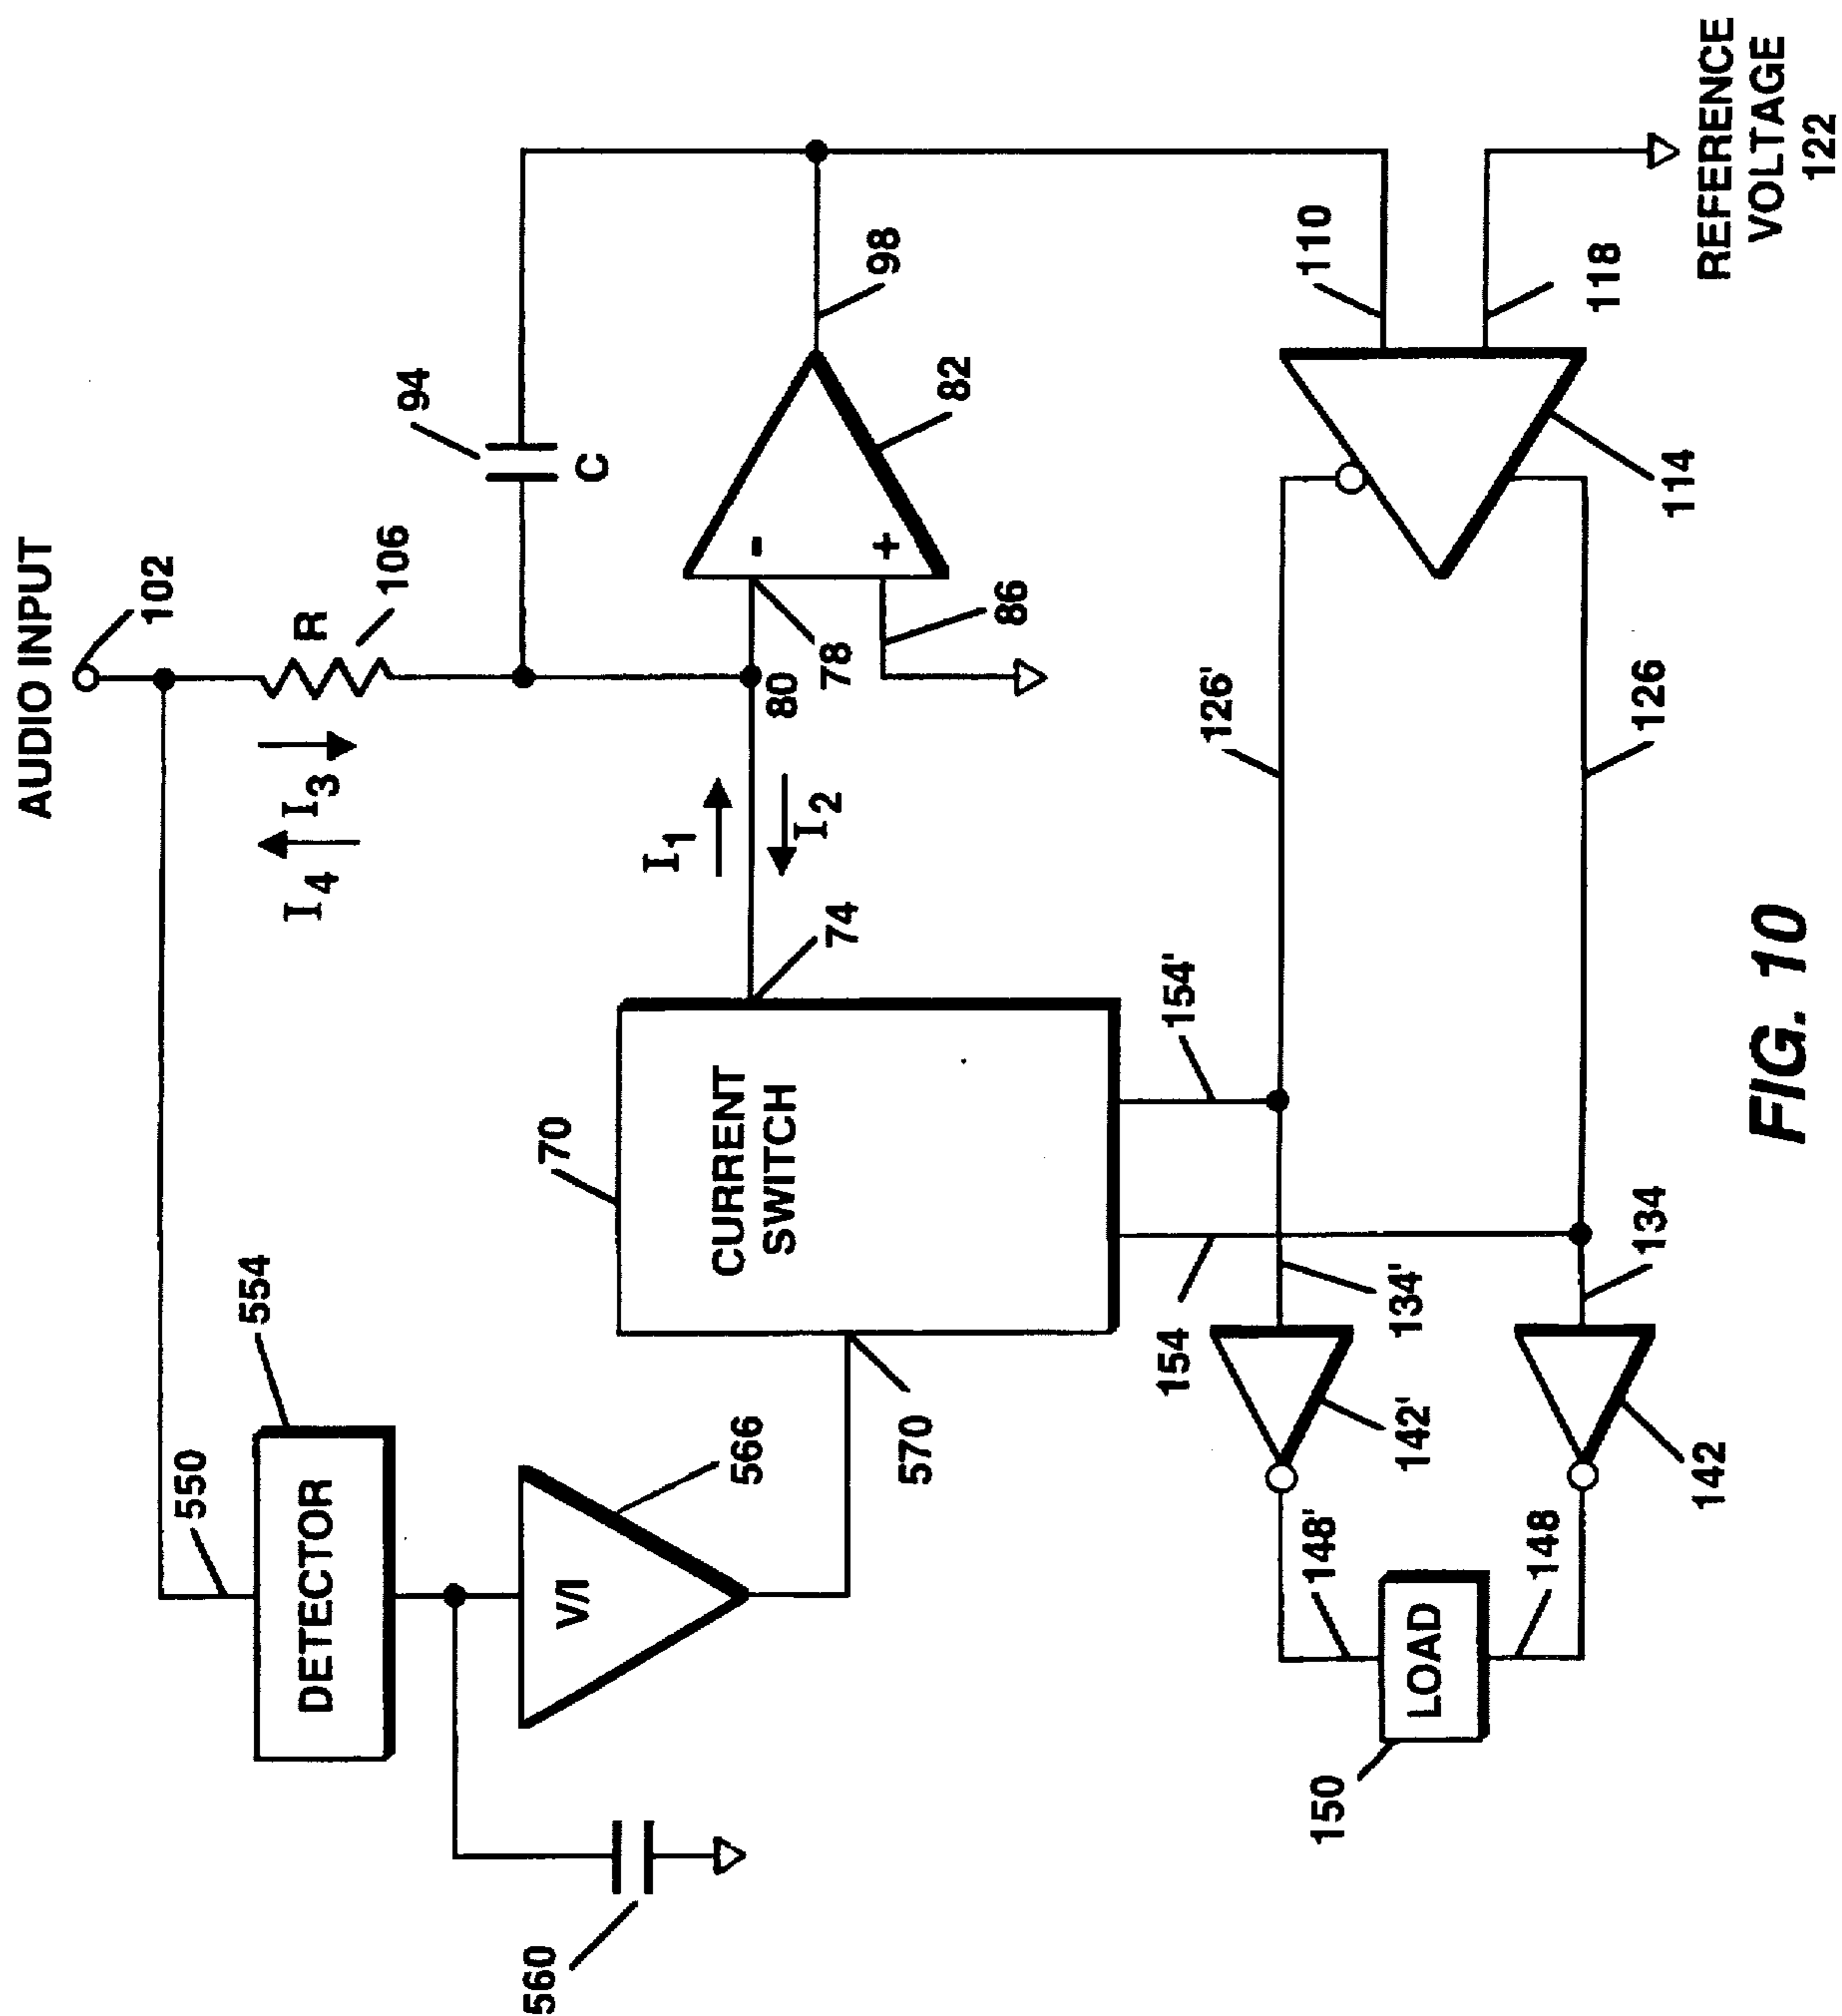 AUDIO INPUT
102
R
106
I3
I4
94
C
98
82
-
+
80
78
86
I1
I2
74
70
CURRENT
SWITCH
550
554
DETECTOR
560
V/I
566
570
110
118
REFERENCE
VOLTAGE
122
114
126'
126
154'
154
134'
134
142'
142
148'
148
LOAD
150
FIG. 10